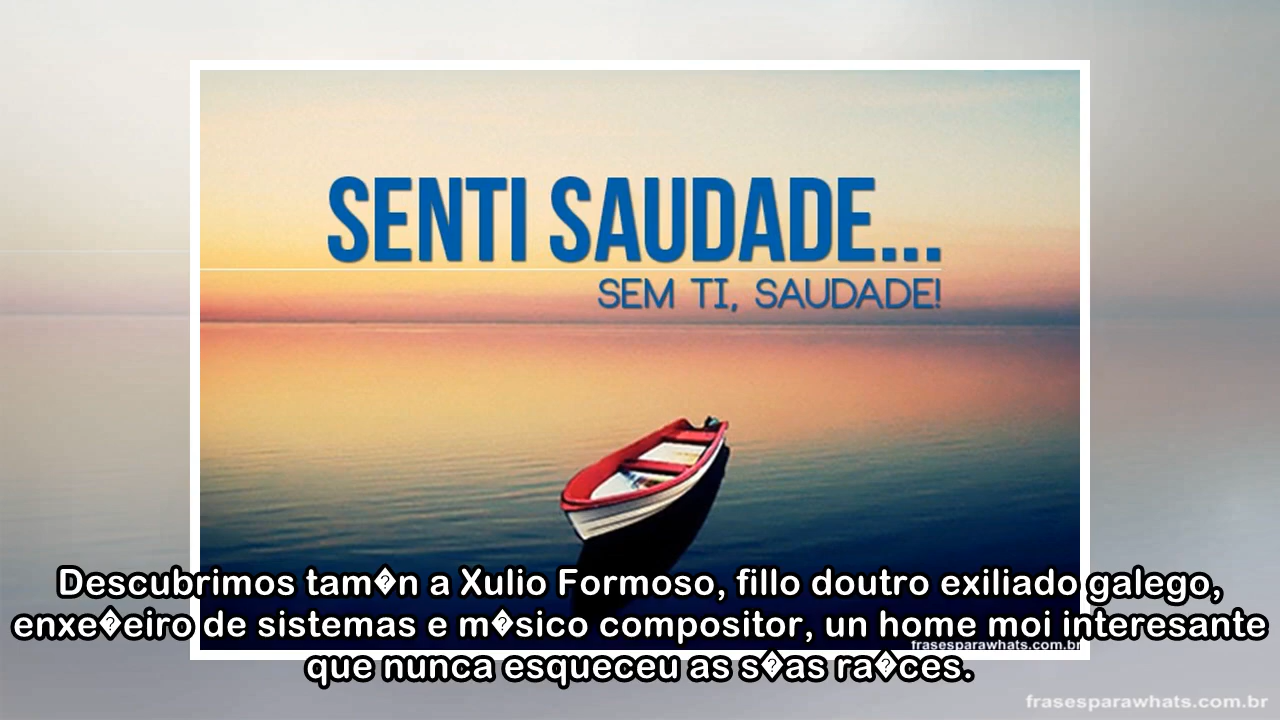 SENTI SAUDADE...
SEM TI, SAUDADE!
Descubrimos tam�n a Xulio Formoso, fillo doutro exiliado galego,
enxe�eiro de sistemas e m�sico compositor, un home moi interesante
frasesparawhats.com.br
que nunca esqueceu as s�as ra�ces.
frasesparawhats.com.br